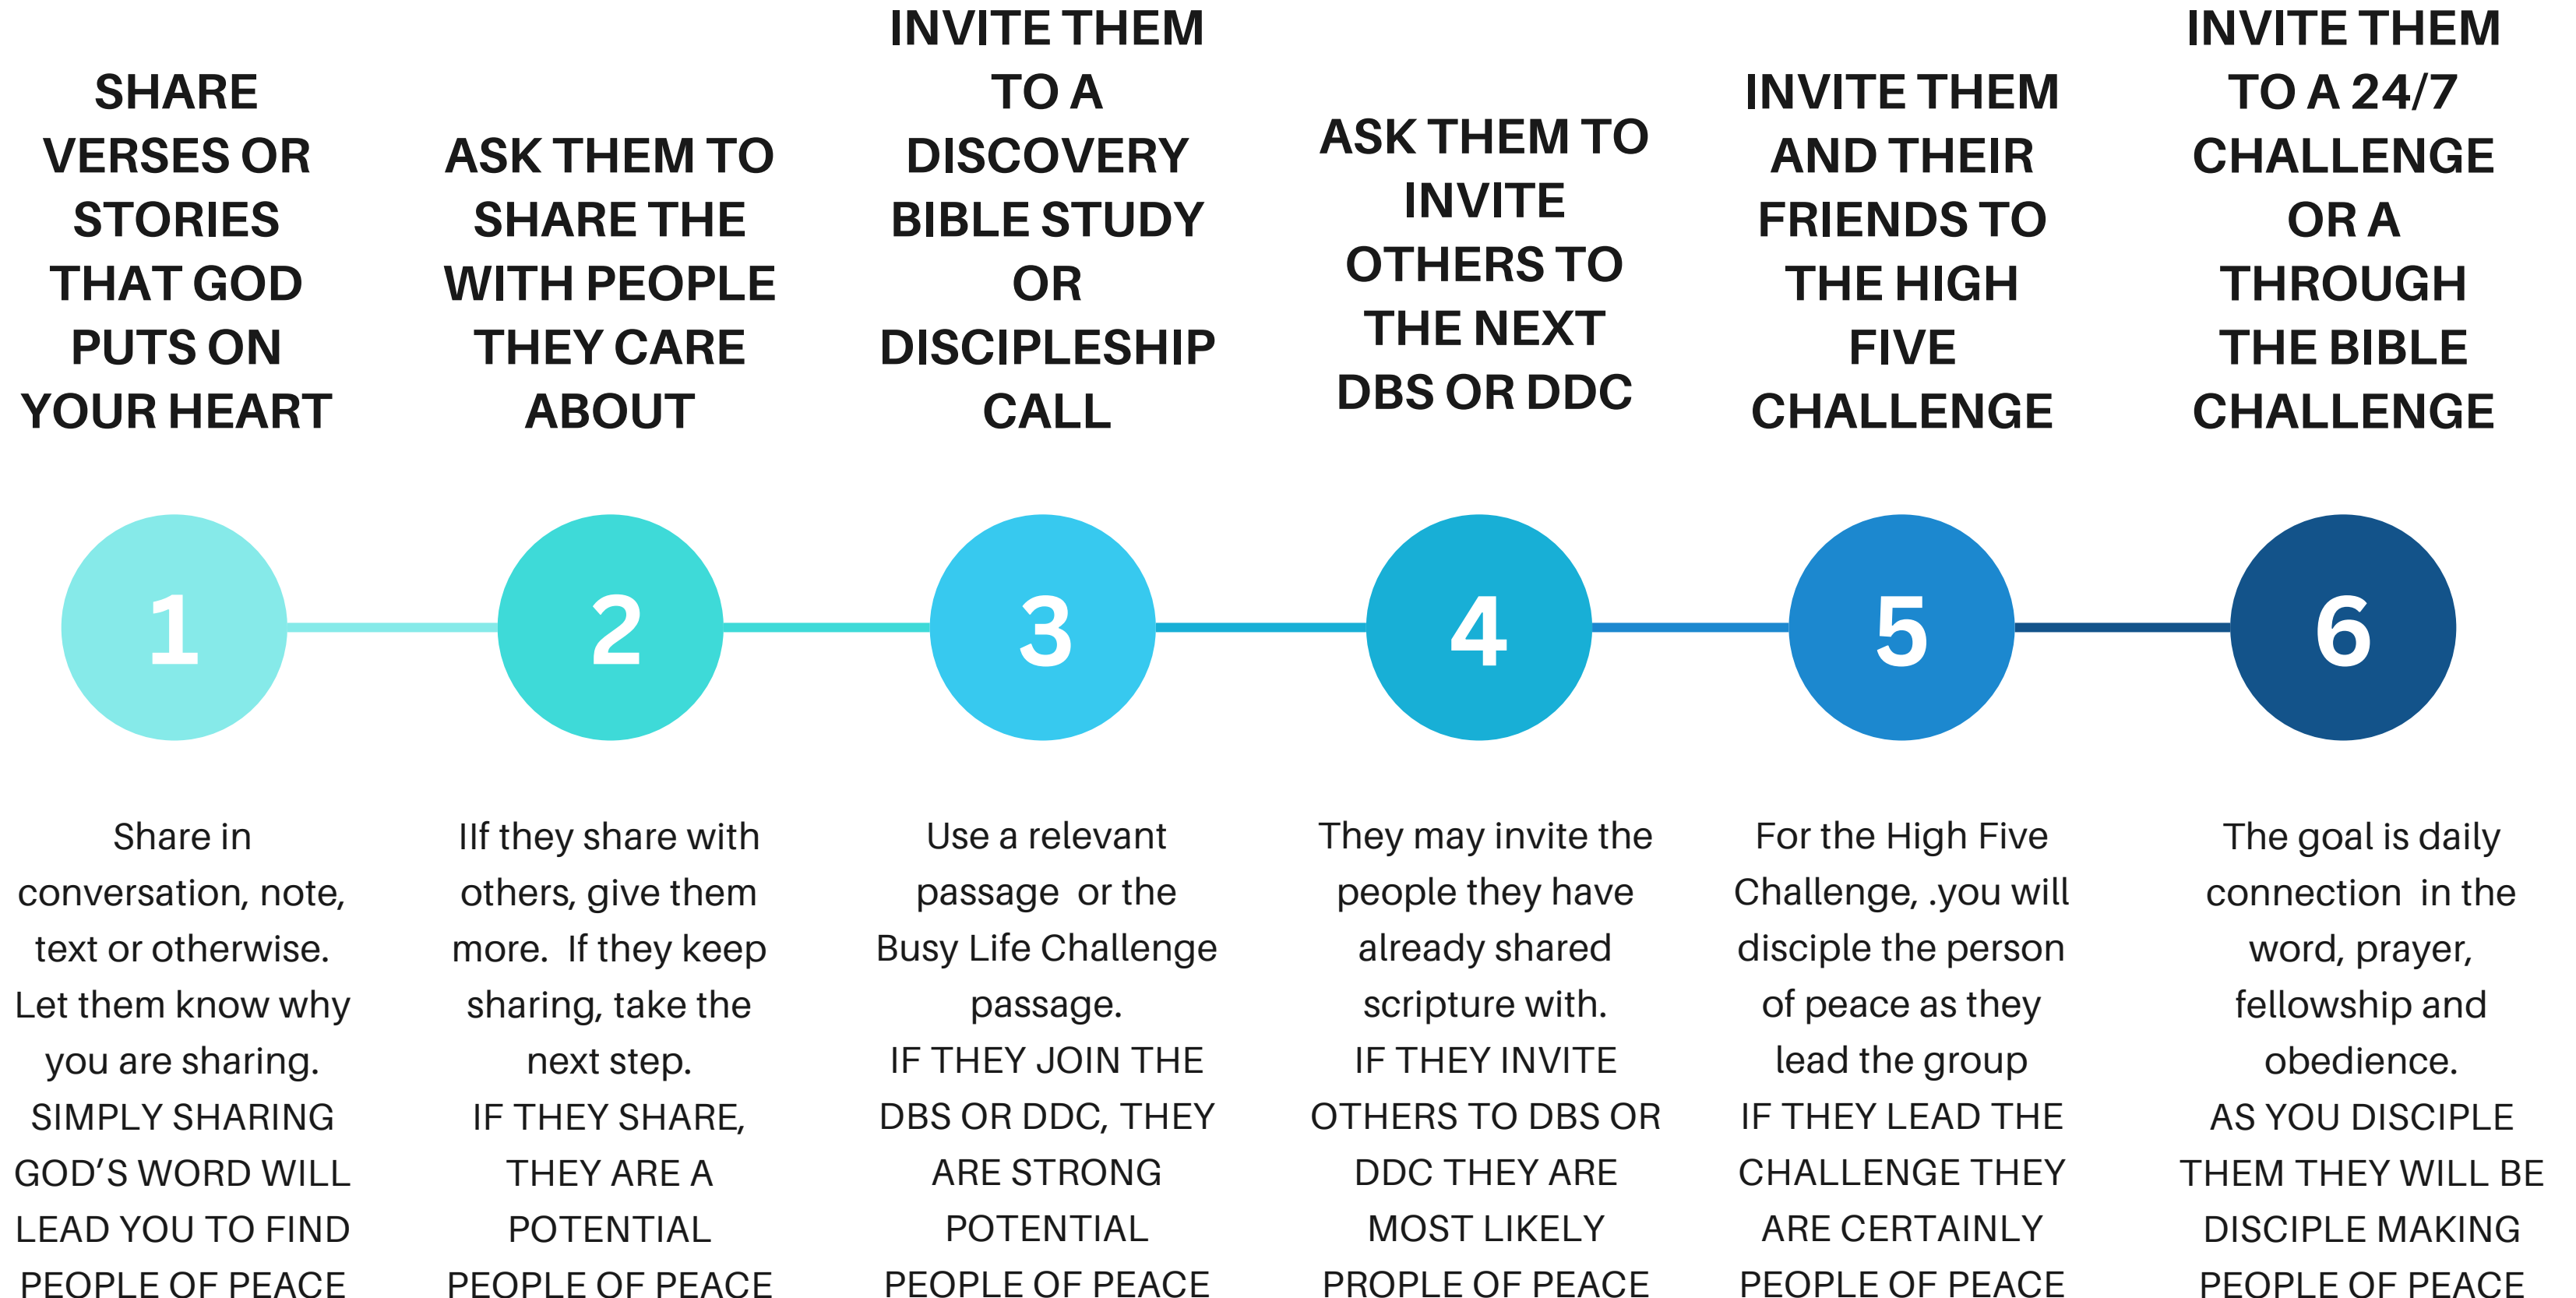 SHARE
VERSES OR
STORIES
THAT GOD
PUTS ON
YOUR HEART
ASK THEM TO
SHARE THE
WITH PEOPLE
THEY CARE
ABOUT
INVITE THEM
TO A
DISCOVERY
BIBLE STUDY
OR
DISCIPLESHIP
CALL
ASK THEM TO
INVITE
OTHERS TO
THE NEXT
DBS OR DDC
INVITE THEM
AND THEIR
FRIENDS TO
THE HIGH
FIVE
CHALLENGE
INVITE THEM
TO A 24/7
CHALLENGE
OR A
THROUGH
THE BIBLE
CHALLENGE
1
2
3
4
5
6
Share in
conversation, note,
text or otherwise.
Let them know why
you are sharing.
SIMPLY SHARING
GOD'S WORD WILL
LEAD YOU TO FIND
PEOPLE OF PEACE
IIf they share with
others, give them
more.  If they keep
sharing, take the
next step.
IF THEY SHARE,
THEY ARE A
POTENTIAL
PEOPLE OF PEACE
Use a relevant
passage  or the
Busy Life Challenge
passage.
IF THEY JOIN THE
DBS OR DDC, THEY
ARE STRONG
POTENTIAL
PEOPLE OF PEACE
They may invite the
people they have
already shared
scripture with.
IF THEY INVITE
OTHERS TO DBS OR
DDC THEY ARE
MOST LIKELY
PROPLE OF PEACE
For the High Five
Challenge, .you will
disciple the person
of peace as they
lead the group
IF THEY LEAD THE
CHALLENGE THEY
ARE CERTAINLY
PEOPLE OF PEACE
The goal is daily
connection  in the
word, prayer,
fellowship and
obedience.
AS YOU DISCIPLE
THEM THEY WILL BE
DISCIPLE MAKING
PEOPLE OF PEACE